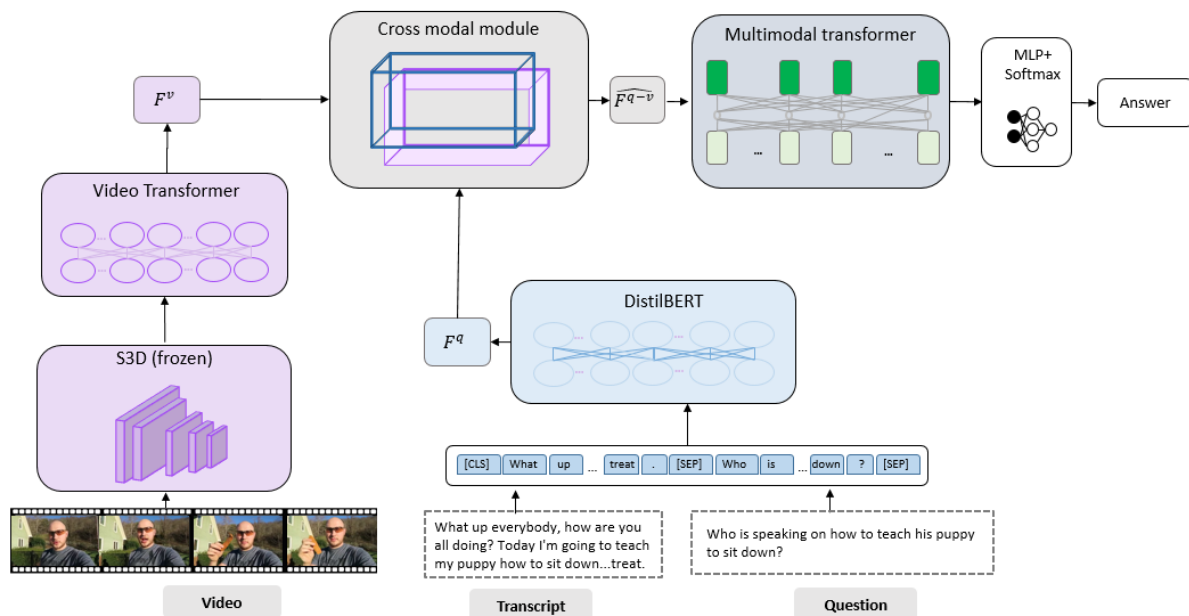 Cross modal module
Multimodal transformer
MLP+
Softmax
Answer
F^v
\widehat{F^{q-v}}
...
...
Video Transformer
... ...
... ...
DistilBERT
... ...
... ...
F^q
S3D (frozen)
[CLS] What up ... treat . [SEP] Who is ... down ? [SEP]
What up everybody, how are you
all doing? Today I'm going to teach
my puppy how to sit down...treat.
Who is speaking on how to teach his puppy
to sit down?
Video
Transcript
Question